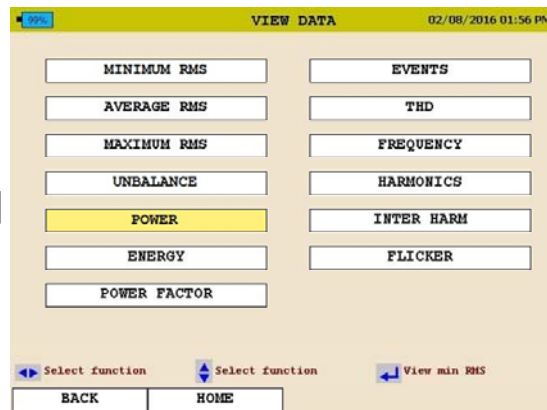 99% VIEW DATA 02/08/2016 01:56 PM
MINIMUM RMS EVENTS
AVERAGE RMS THD
MAXIMUM RMS FREQUENCY
UNBALANCE HARMONICS
POWER INTER HARM
ENERGY FLICKER
POWER FACTOR
Select function Select function View min RMS
BACK HOME